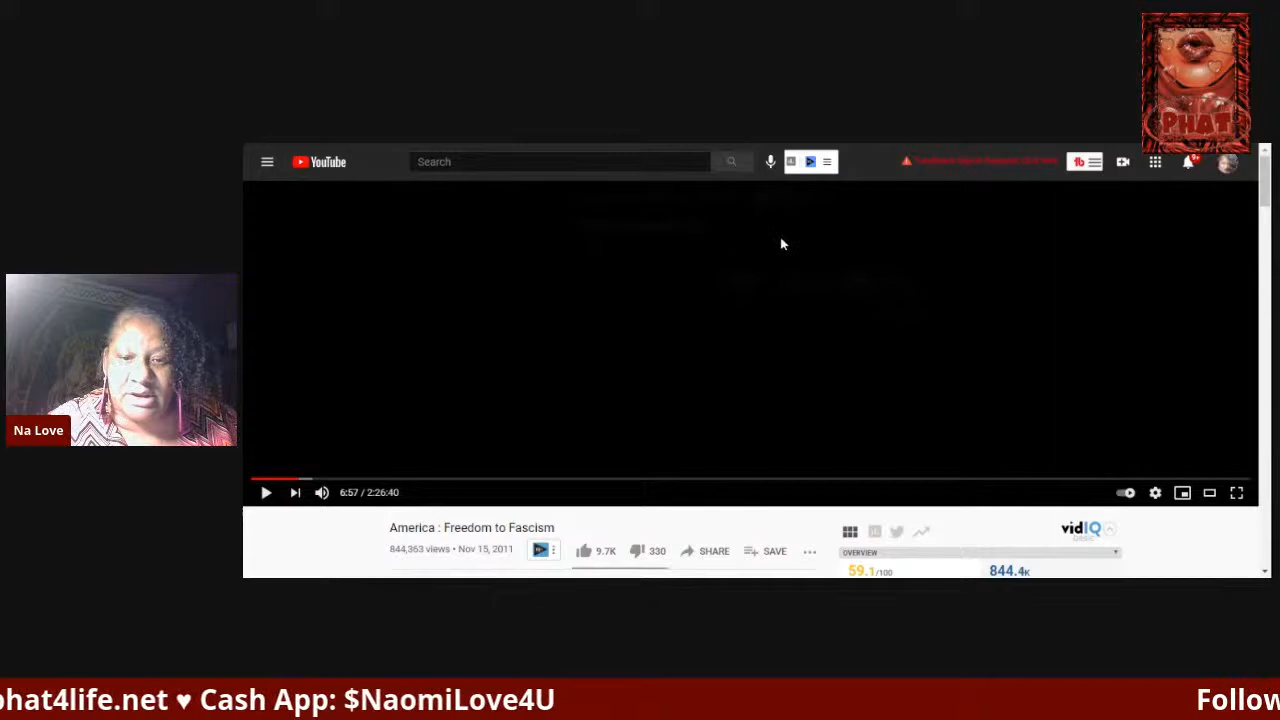 PHAT
YouTube
Search
9+
Na Love
6:57 / 2:26:40
America : Freedom to Fascism
844,363 views • Nov 15, 2011
9.7K
330
SHARE
SAVE
vidIQ
BASIC
OVERVIEW
59.1/100
844.4K
phat4life.net ♥ Cash App: $NaomiLove4U
Follow